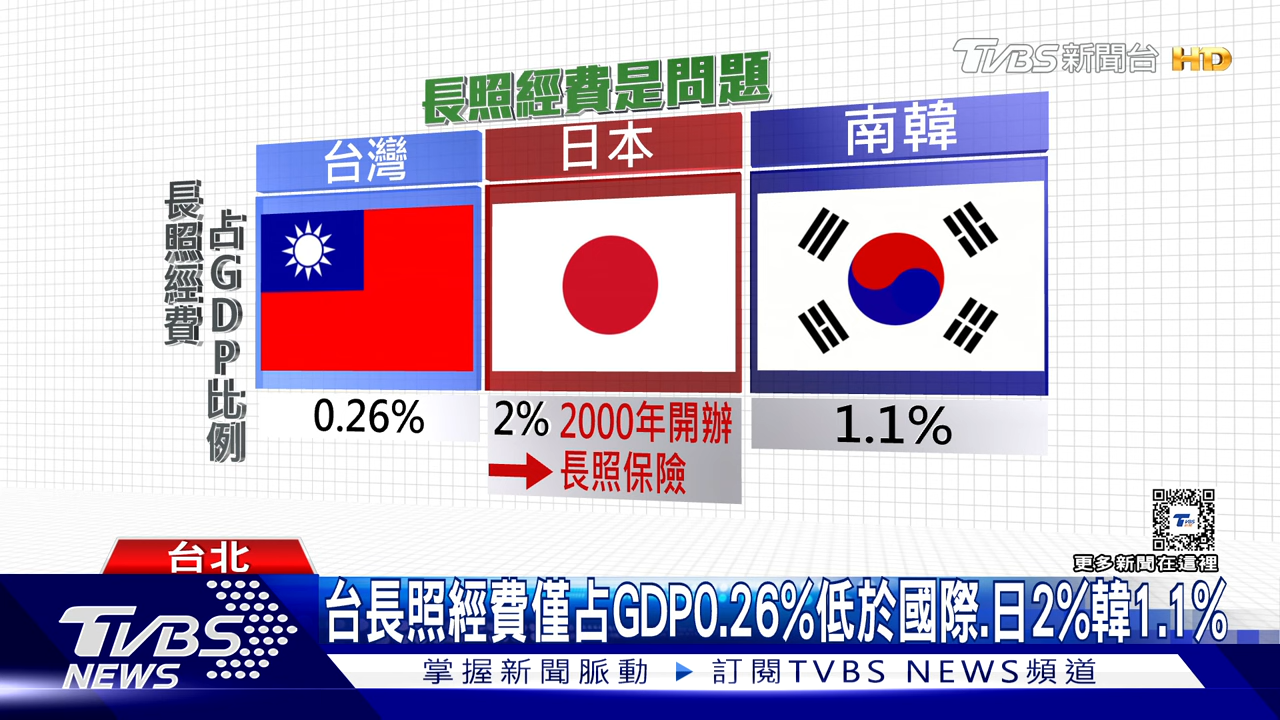 TVBS新聞台 HD
長照經費是問題
台灣
日本
南韓
長照經費
占GDP比例
0.26%
2% 2000年開辦
長照保險
1.1%
TVBS
更多新聞在這裡
台北
台長照經費僅占GDP0.26%低於國際.日2%韓1.1%
TVBS
NEWS
掌握新聞脈動 訂閱TVBS NEWS頻道